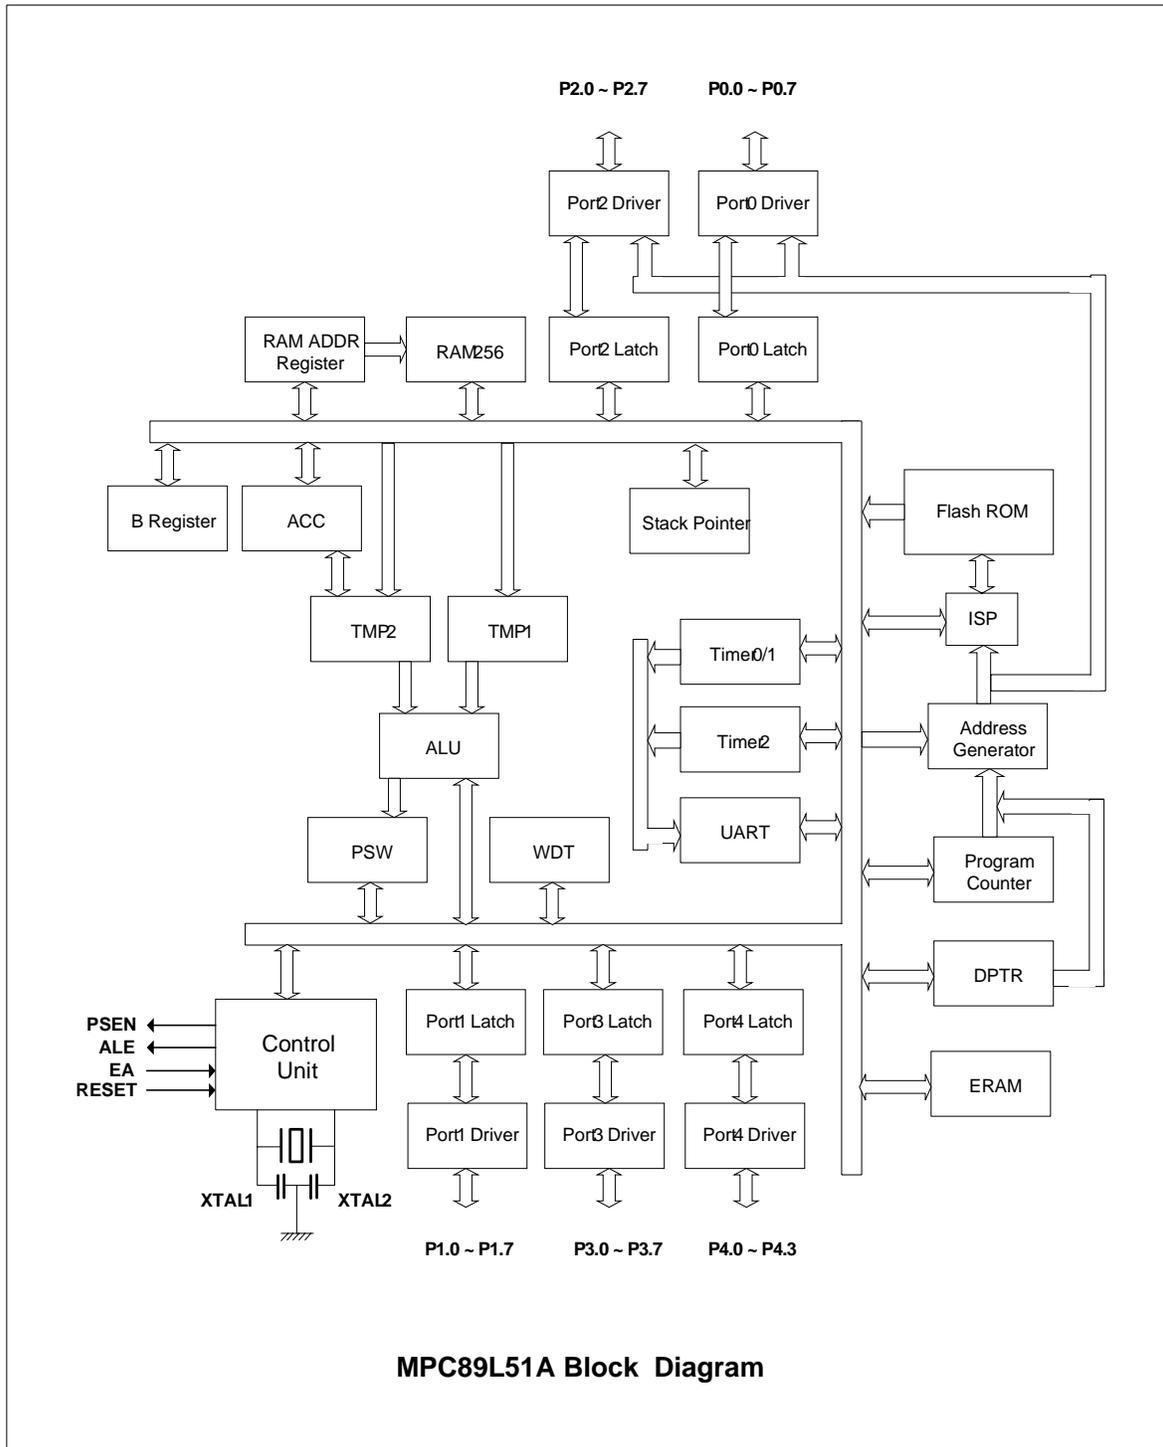 P2.0 ~ P2.7
P0.0 ~ P0.7
Port2 Driver
Port0 Driver
RAM ADDR
Register
RAM256
Port2 Latch
Port0 Latch
B Register
ACC
Stack Pointer
Flash ROM
TMP2
TMP1
ISP
Timer0/1
ALU
Timer2
Address
Generator
PSW
WDT
UART
Program
Counter
DPTR
PSEN
ALE
EA
RESET
Control
Unit
Port1 Latch
Port3 Latch
Port4 Latch
ERAM
Port1 Driver
Port3 Driver
Port4 Driver
XTAL1
XTAL2
P1.0 ~ P1.7
P3.0 ~ P3.7
P4.0 ~ P4.3
MPC89L51A Block Diagram